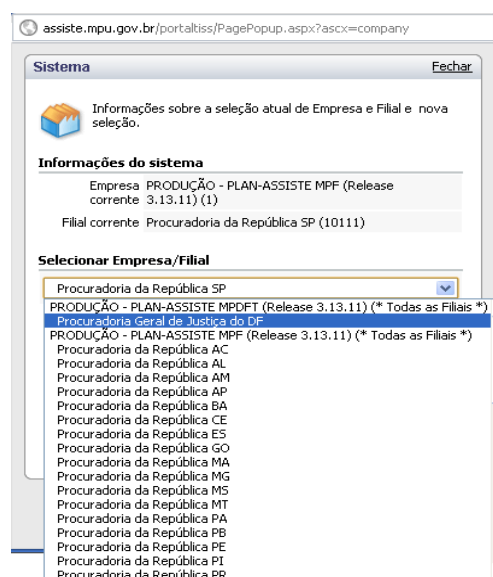 assiste.mpu.gov.br/portaltiss/PagePopup.aspx?ascx=company
Sistema Fechar
Informações sobre a seleção atual de Empresa e Filial e nova
seleção.
Informações do sistema
Empresa PRODUÇÃO - PLAN-ASSISTE MPF (Release
corrente 3.13.11) (1)
Filial corrente Procuradoria da República SP (10111)
Selecionar Empresa/Filial
Procuradoria da República SP
PRODUÇÃO - PLAN-ASSISTE MPDFT (Release 3.13.11) (* Todas as Filiais *)
Procuradoria Geral de Justiça do DF
PRODUÇÃO - PLAN-ASSISTE MPF (Release 3.13.11) (* Todas as Filiais *)
Procuradoria da República AC
Procuradoria da República AL
Procuradoria da República AM
Procuradoria da República AP
Procuradoria da República BA
Procuradoria da República CE
Procuradoria da República ES
Procuradoria da República GO
Procuradoria da República MA
Procuradoria da República MG
Procuradoria da República MS
Procuradoria da República MT
Procuradoria da República PA
Procuradoria da República PB
Procuradoria da República PE
Procuradoria da República PI
Procuradoria da República PR